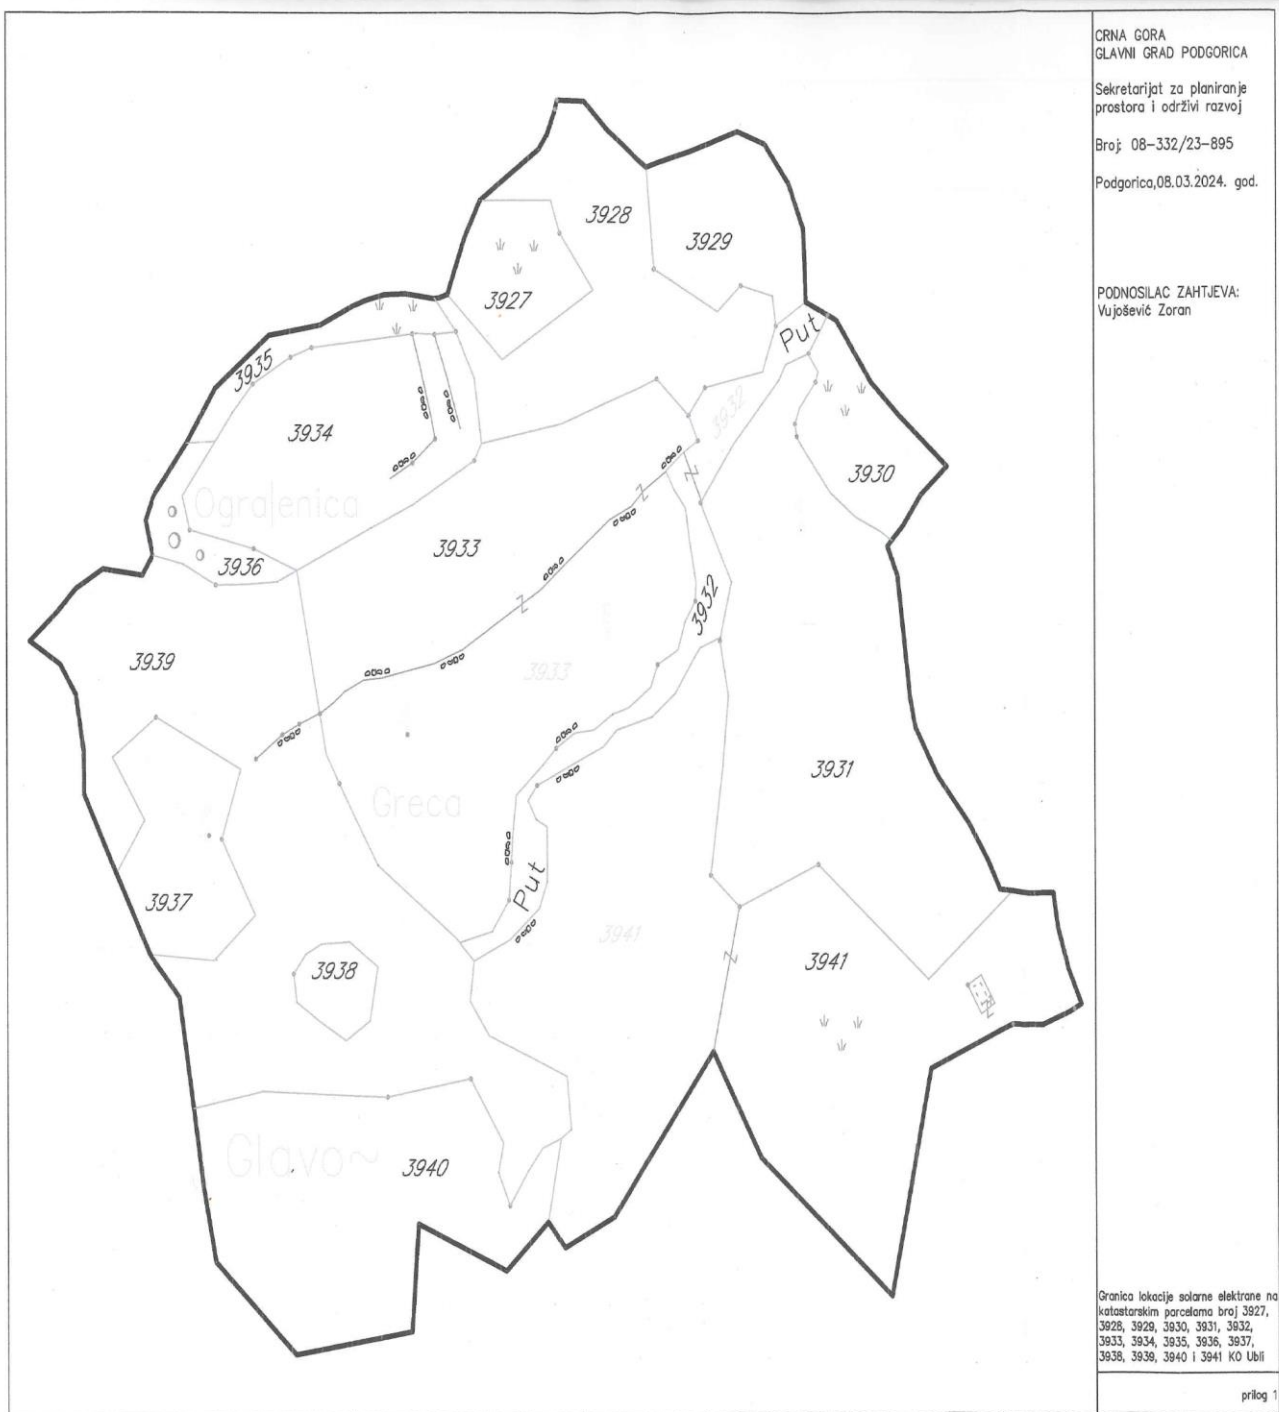 CRNA GORA
GLAVNI GRAD PODGORICA
Sekretarijat za planiranje
prostora i održivi razvoj
Broj: 08-332/23-895
Podgorica,08.03.2024. god.
PODNOSILAC ZAHTJEVA:
Vujošević Zoran
3928
3929
3927
Put
3935
3932
3934
3930
Ograjenica
3933
3936
3932
3939
3933
3931
Greca
Put
3937
3941
3941
3938
Glavo~
3940
Granica lokacije solarne elektrane na
katastarskim parcelama broj 3927,
3928, 3929, 3930, 3931, 3932,
3933, 3934, 3935, 3936, 3937,
3938, 3939, 3940 i 3941 KO Ubli
prilog 1